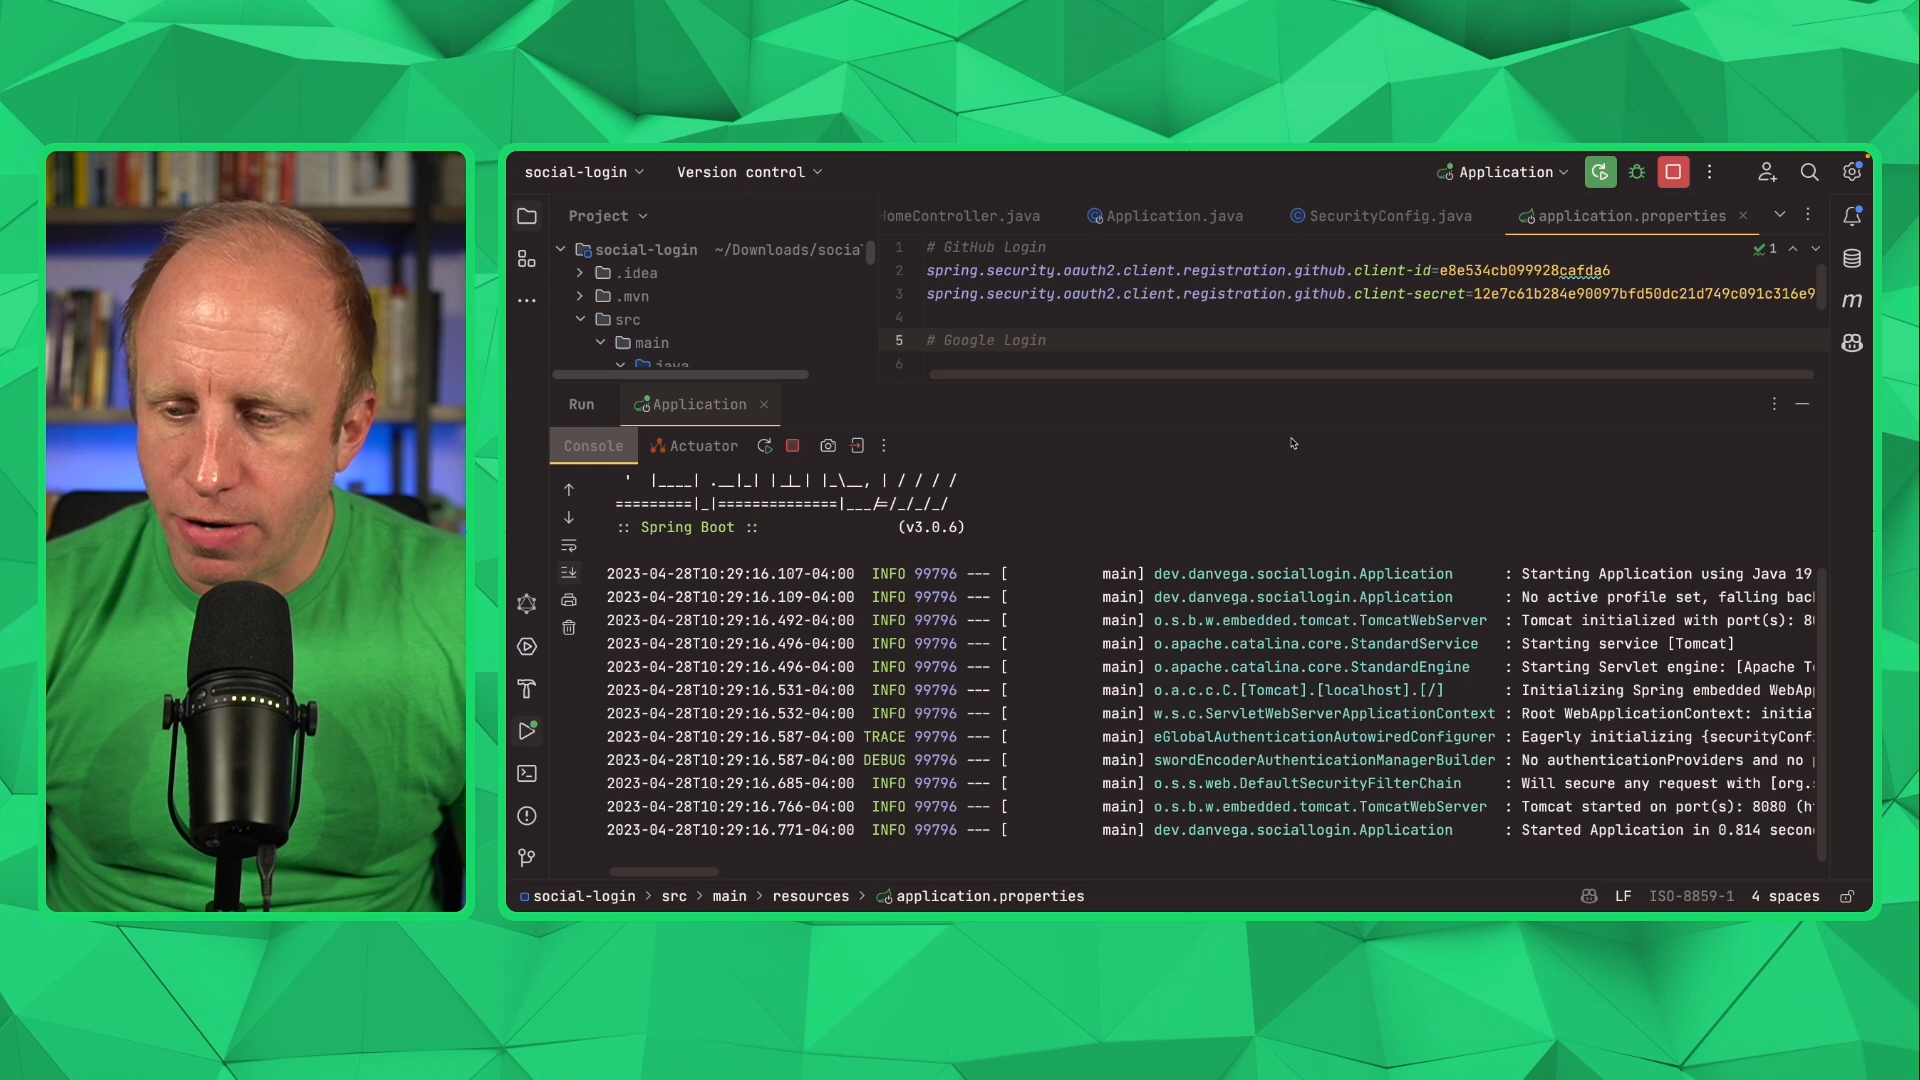 social-login
Version control
Application
Project
HomeController.java
Application.java
SecurityConfig.java
application.properties
social-login ~/Downloads/socia
.idea
.mvn
src
main
java
1 # GitHub Login
2 spring.security.oauth2.client.registration.github.client-id=e8e534cb099928cafda6
3 spring.security.oauth2.client.registration.github.client-secret=12e7c61b284e90097bfd50dc21d749c091c316e9
4
5 # Google Login
6
1
Run
Application
Console
Actuator
' |____| .__|_| |_|_| |_\__, | / / / /
=========|_|==============|___/=/_/_/_/
:: Spring Boot :: (v3.0.6)
2023-04-28T10:29:16.107-04:00 INFO 99796 --- [ main] dev.danvega.sociallogin.Application : Starting Application using Java 19
2023-04-28T10:29:16.109-04:00 INFO 99796 --- [ main] dev.danvega.sociallogin.Application : No active profile set, falling bac
2023-04-28T10:29:16.492-04:00 INFO 99796 --- [ main] o.s.b.w.embedded.tomcat.TomcatWebServer : Tomcat initialized with port(s): 8
2023-04-28T10:29:16.496-04:00 INFO 99796 --- [ main] o.apache.catalina.core.StandardService : Starting service [Tomcat]
2023-04-28T10:29:16.496-04:00 INFO 99796 --- [ main] o.apache.catalina.core.StandardEngine : Starting Servlet engine: [Apache T
2023-04-28T10:29:16.531-04:00 INFO 99796 --- [ main] o.a.c.c.C.[Tomcat].[localhost].[/] : Initializing Spring embedded WebAp
2023-04-28T10:29:16.532-04:00 INFO 99796 --- [ main] w.s.c.ServletWebServerApplicationContext : Root WebApplicationContext: initia
2023-04-28T10:29:16.587-04:00 TRACE 99796 --- [ main] eGlobalAuthenticationAutowiredConfigurer : Eagerly initializing {securityConf
2023-04-28T10:29:16.587-04:00 DEBUG 99796 --- [ main] swordEncoderAuthenticationManagerBuilder : No authenticationProviders and no
2023-04-28T10:29:16.685-04:00 INFO 99796 --- [ main] o.s.s.web.DefaultSecurityFilterChain : Will secure any request with [org.
2023-04-28T10:29:16.766-04:00 INFO 99796 --- [ main] o.s.b.w.embedded.tomcat.TomcatWebServer : Tomcat started on port(s): 8080 (h
2023-04-28T10:29:16.771-04:00 INFO 99796 --- [ main] dev.danvega.sociallogin.Application : Started Application in 0.814 secon
social-login > src > main > resources > application.properties
LF
ISO-8859-1
4 spaces